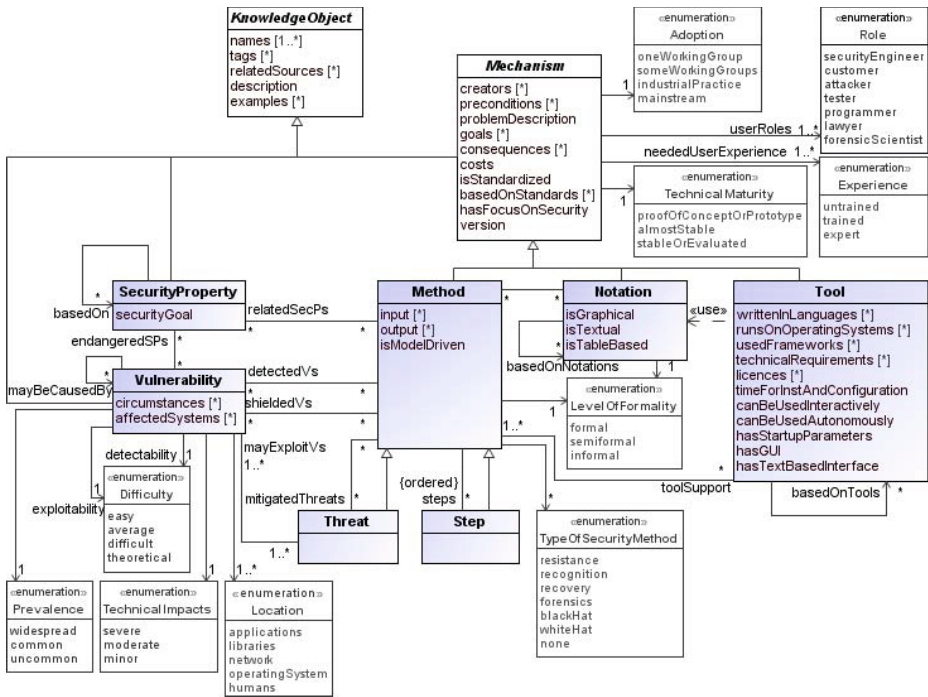 KnowledgeObject
names [1..*]
tags [*]
relatedSources [*]
description
examples [*]
Mechanism
creators [*]
preconditions [*]
problemDescription
goals [*]
consequences [*]
costs
isStandardized
basedOnStandards [*]
hasFocusOnSecurity
version
«enumeration»
Adoption
oneWorkingGroup
someWorkingGroups
industrialPractice
mainstream
1
«enumeration»
Role
securityEngineer
customer
attacker
tester
programmer
lawyer
forensicScientist
userRoles 1..*
neededUserExperience 1..*
«enumeration»
Technical Maturity
proofOfConceptOrPrototype
almostStable
stableOrEvaluated
1
«enumeration»
Experience
untrained
trained
expert
SecurityProperty
securityGoal
basedOn
*
relatedSecPs
*
*
endangeredSPs
*
*
Vulnerability
circumstances [*]
affectedSystems [*]
mayBeCausedBy
*
detectedVs
*
*
shieldedVs
*
*
mayExploitVs
1..*
Method
input [*]
output [*]
isModelDriven
*
*
Notation
isGraphical
isTextual
isTableBased
basedOnNotations
*
1
«use»
Tool
writtenInLanguages [*]
runsOnOperatingSystems [*]
usedFrameworks [*]
technicalRequirements [*]
licences [*]
timeForInstAndConfiguration
canBeUsedInteractively
canBeUsedAutonomously
hasStartupParameters
hasGUI
hasTextBasedInterface
basedOnTools
*
«enumeration»
LevelOfFormality
formal
semiformal
informal
1
1..*
toolSupport
*
detectability
1
exploitability
1
«enumeration»
Difficulty
easy
average
difficult
theoretical
mitigatedThreats
*
*
1..*
Threat
{ordered}
steps
*
*
Step
*
«enumeration»
TypeOfSecurityMethod
resistance
recognition
recovery
forensics
blackHat
whiteHat
none
1
«enumeration»
Prevalence
widespread
common
uncommon
1
«enumeration»
Technical Impacts
severe
moderate
minor
1..*
«enumeration»
Location
applications
libraries
network
operatingSystem
humans